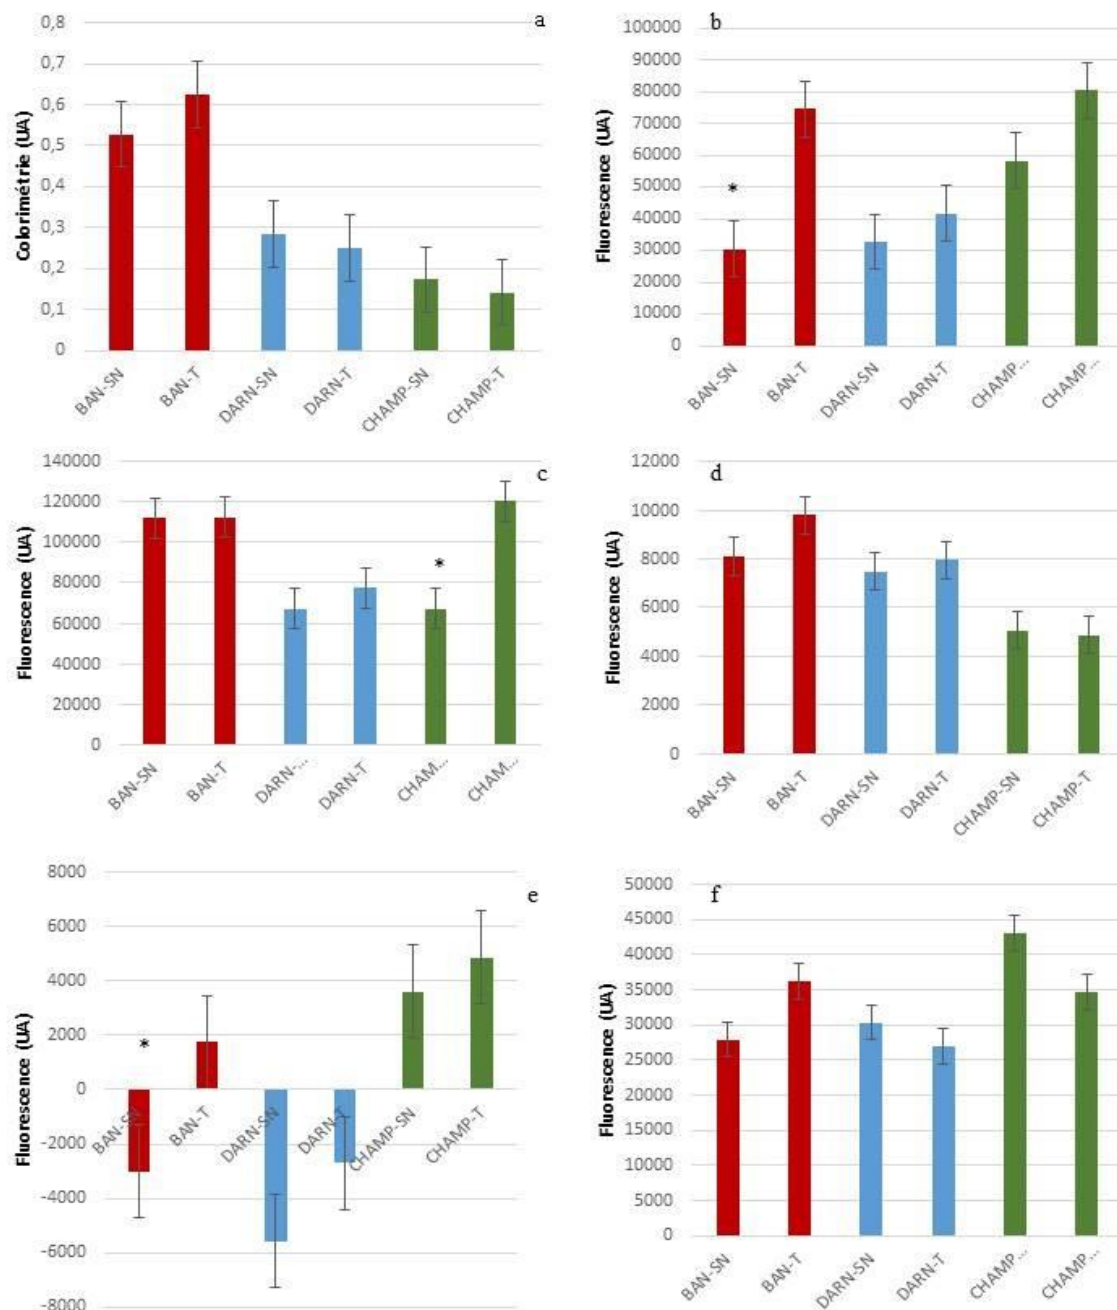 a
0,8
0,7
0,6
0,5
0,4
0,3
0,2
0,1
0
Colorimétrie (UA)
BAN-SN
BAN-T
DARN-SN
DARN-T
CHAMP-SN
CHAMP-T
b
100000
90000
80000
70000
60000
50000
40000
30000
20000
10000
0
Fluorescence (UA)
*
BAN-SN
BAN-T
DARN-SN
DARN-T
CHAMP...
CHAMP...
c
140000
120000
100000
80000
60000
40000
20000
0
Fluorescence (UA)
*
BAN-SN
BAN-T
DARN-...
DARN-T
CHAM...
CHAM...
d
12000
10000
8000
6000
4000
2000
0
Fluorescence (UA)
BAN-SN
BAN-T
DARN-SN
DARN-T
CHAMP-SN
CHAMP-T
e
8000
6000
4000
2000
0
-2000
-4000
-6000
-8000
Fluorescence (UA)
*
BAN-SN
BAN-T
DARN-SN
DARN-T
CHAMP-SN
CHAMP-T
f
50000
45000
40000
35000
30000
25000
20000
15000
10000
5000
0
Fluorescence (UA)
BAN-SN
BAN-T
DARN-SN
DARN-T
CHAMP...
CHAMP...